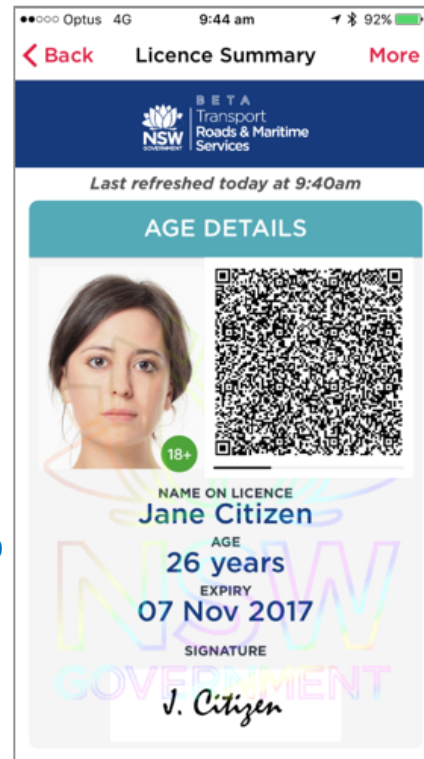 Optus 4G 9:44 am 92%
Back Licence Summary More
BETA
Transport
Roads & Maritime
Services
NSW
GOVERNMENT
Last refreshed today at 9:40am
AGE DETAILS
18+
NAME ON LICENCE
Jane Citizen
AGE
26 years
EXPIRY
07 Nov 2017
SIGNATURE
J. Citizen
NSW
GOVERNMENT